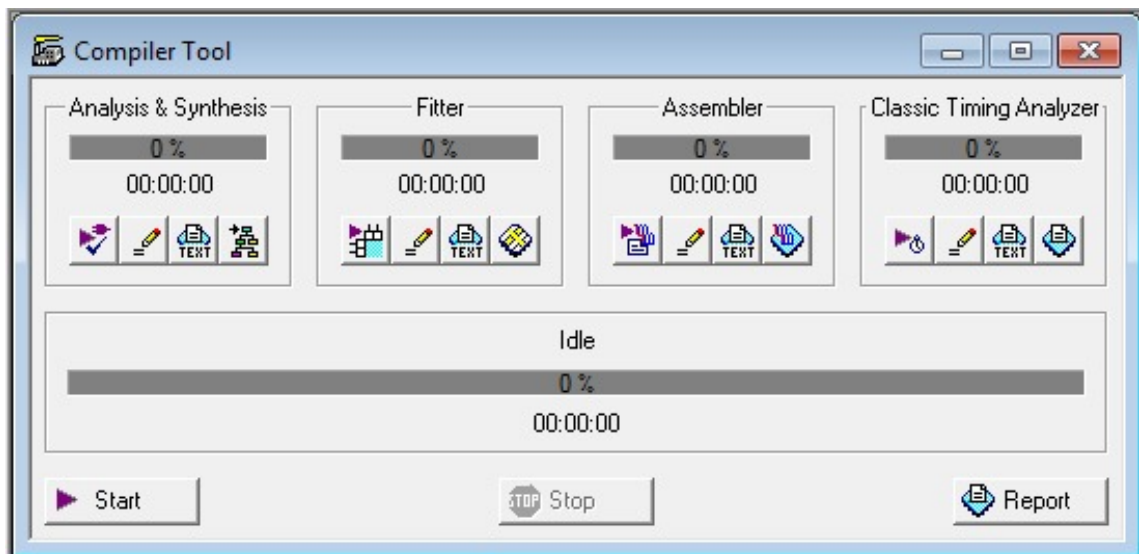 Compiler Tool
Analysis & Synthesis
0 %
00:00:00
TEXT
Fitter
0 %
00:00:00
TEXT
Assembler
0 %
00:00:00
TEXT
Classic Timing Analyzer
0 %
00:00:00
TEXT
Idle
0 %
00:00:00
Start
STOP Stop
Report